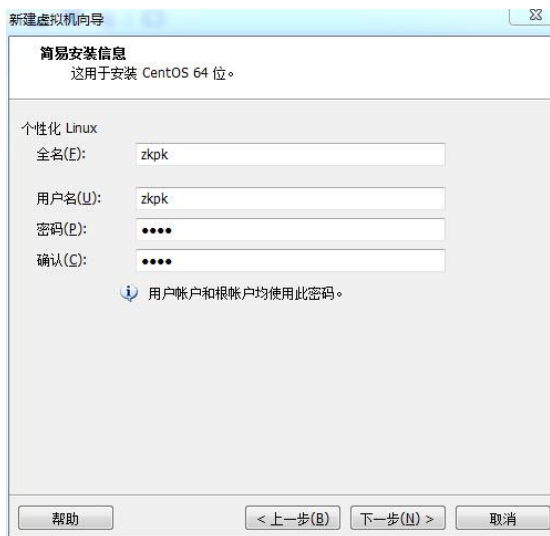 新建虚拟机向导
简易安装信息
这用于安装 CentOS 64 位。
个性化 Linux
全名(F): zkpk
用户名(U): zkpk
密码(P): ●●●●
确认(C): ●●●●
用户帐户和根帐户均使用此密码。
帮助 < 上一步(B) 下一步(N) > 取消